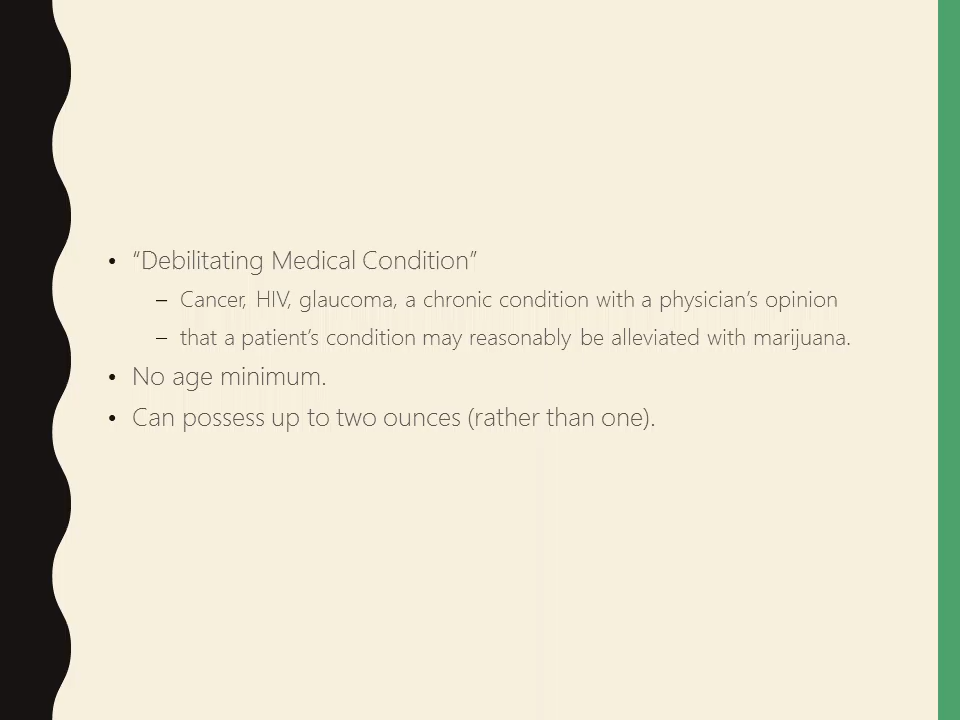 • “Debilitating Medical Condition”
– Cancer, HIV, glaucoma, a chronic condition with a physician’s opinion
– that a patient’s condition may reasonably be alleviated with marijuana.
• No age minimum.
• Can possess up to two ounces (rather than one).